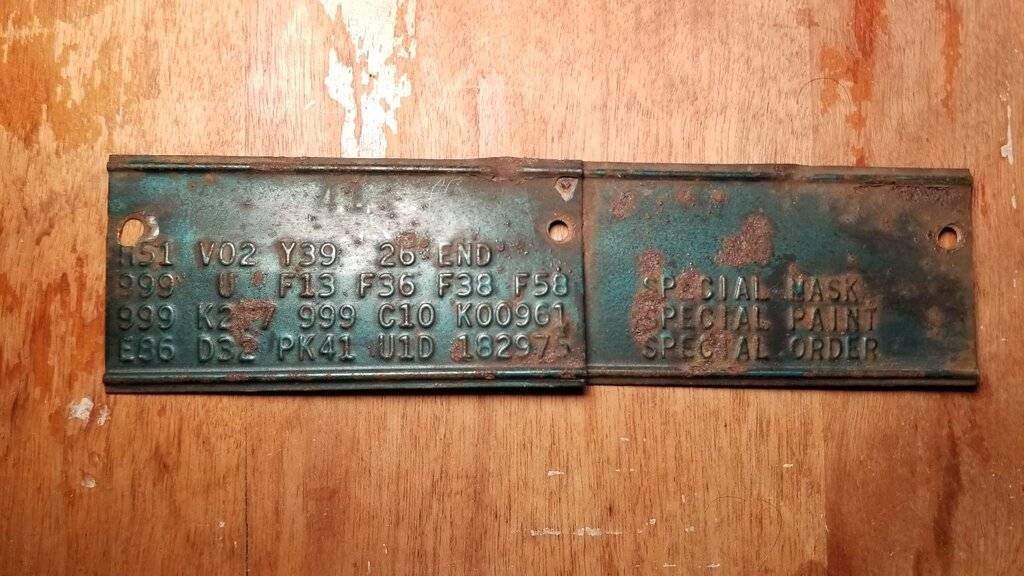 V02 Y39 26 END
999 U F13 F36 F38 F58
999 999 C10 K00961
E86 D32 PK41 U1D 182975
SPECIAL MASK
SPECIAL PAINT
SPECIAL ORDER